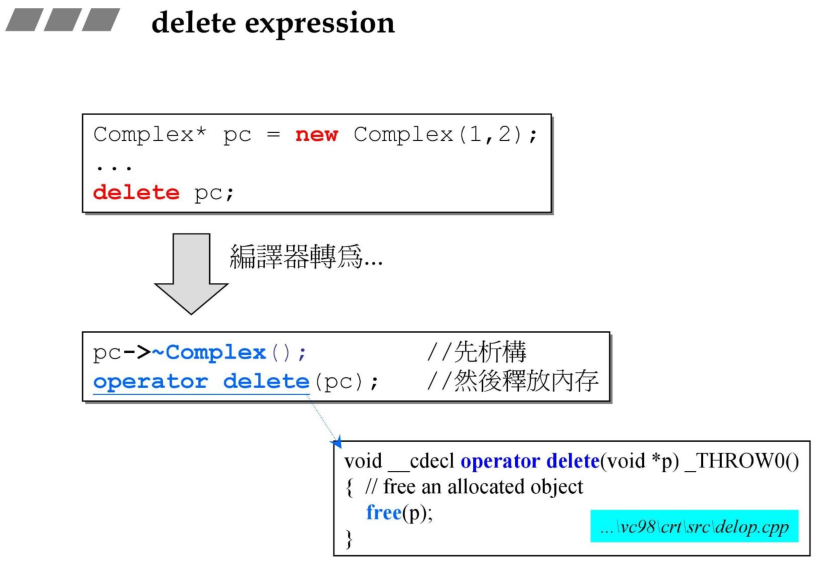 delete expression
Complex* pc = new Complex(1,2);
...
delete pc;
編譯器轉為...
pc->~Complex(); //先析構
operator delete(pc); //然後釋放內存
void __cdecl operator delete(void *p) _THROW0()
{ // free an allocated object
free(p);
...\vc98\crt\src\delop.cpp
}